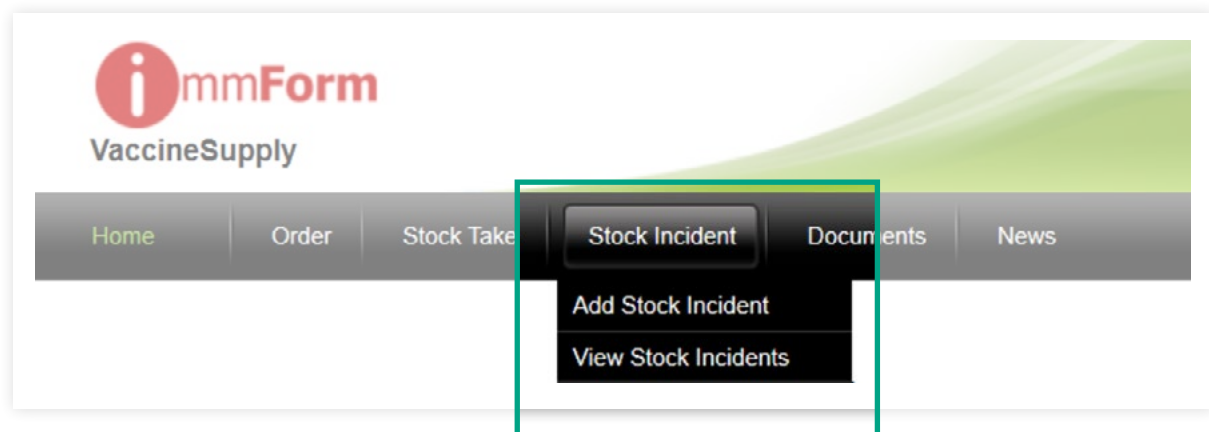 immForm
VaccineSupply
Home Order Stock Take Stock Incident Documents News
Add Stock Incident
View Stock Incidents